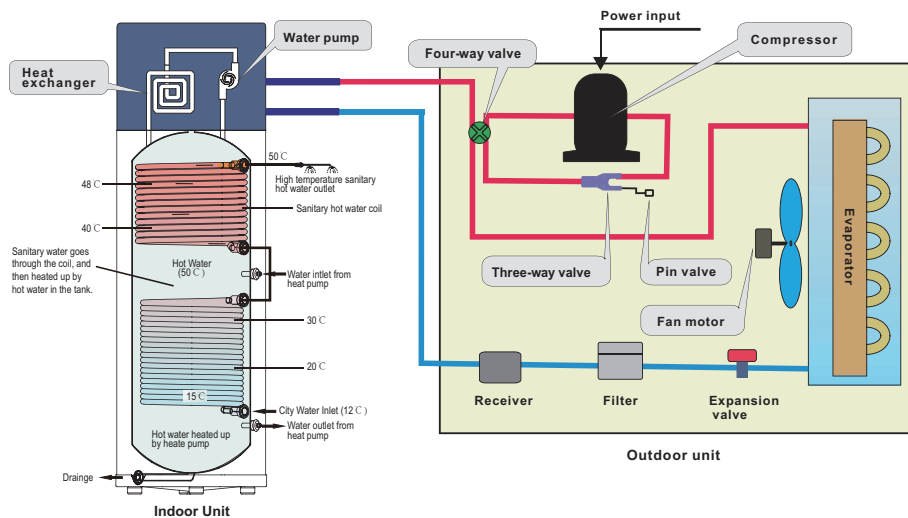 Power input
Water pump
Four-way valve
Compressor
Heat
exchanger
50℃
High temperature sanitary
hot water outlet
48℃
Sanitary hot water coil
40℃
Sanitary water goes
through the coil, and
then heated up by
hot water in the tank.
Hot Water
(50℃)
Water intlet from
heat pump
Three-way valve
Pin valve
Evaporator
Fan motor
30℃
20℃
15℃
City Water Inlet (12℃)
Water outlet from
heat pump
Hot water heated up
by heate pump
Receiver
Filter
Expansion
valve
Outdoor unit
Drainge
Indoor Unit